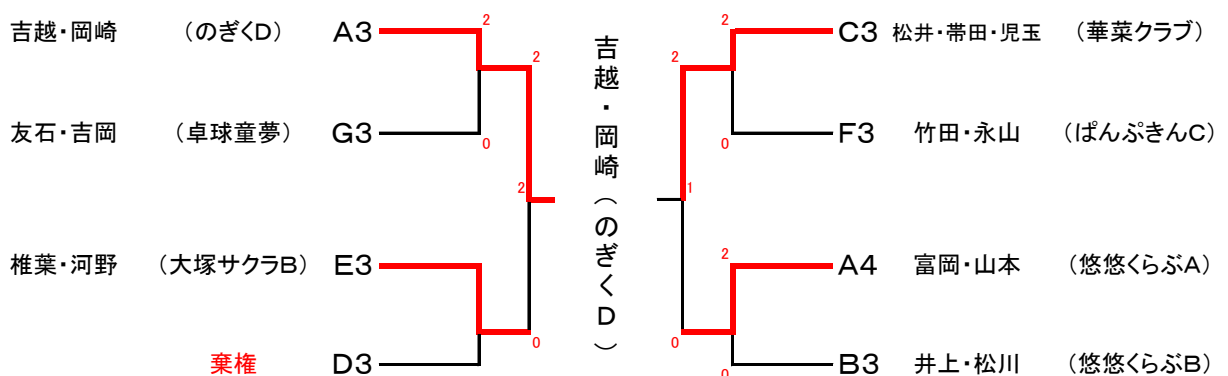 吉越・岡崎 (のぎくD) A3
2
2
友石・吉岡 (卓球童夢) G3
0
2
椎葉・河野 (大塚サクラB) E3
0
棄権 D3
吉越・岡崎(のぎくD)
2
2
C3 松井・帯田・児玉 (華菜クラブ)
0
F3 竹田・永山 (ぱんぷきんC)
1
2
A4 富岡・山本 (悠悠くらぶA)
0
0
B3 井上・松川 (悠悠くらぶB)